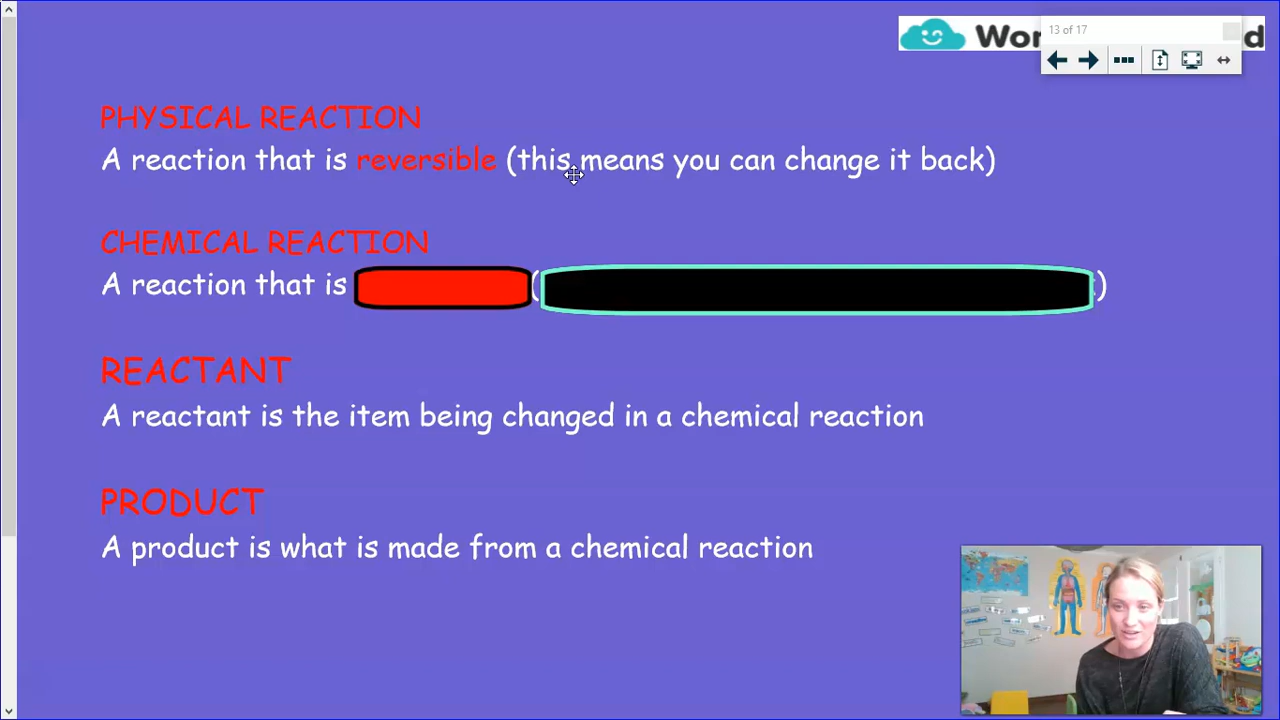 Wor d
13 of 17
PHYSICAL REACTION
A reaction that is reversible (this means you can change it back)
CHEMICAL REACTION
A reaction that is ( )
REACTANT
A reactant is the item being changed in a chemical reaction
PRODUCT
A product is what is made from a chemical reaction